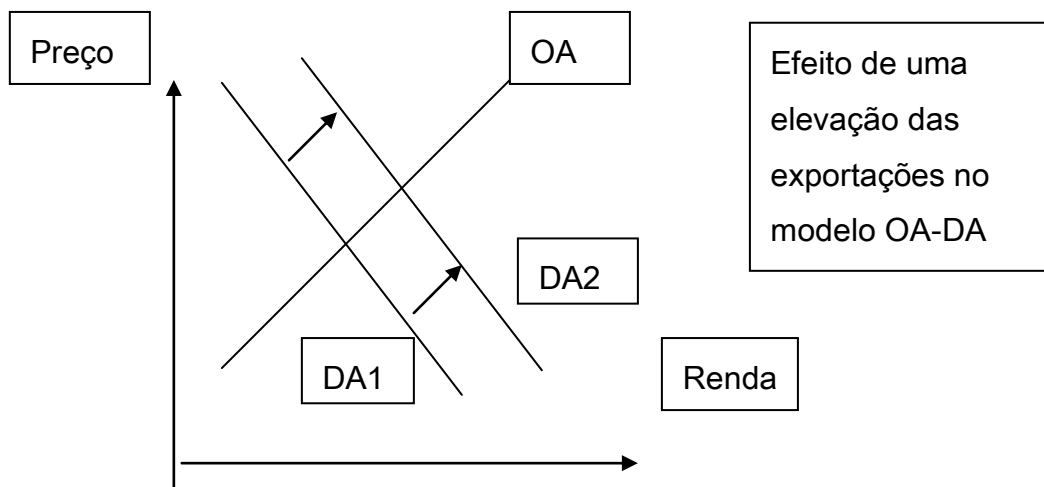 Preço
OA
Efeito de uma
elevação das
exportações no
modelo OA-DA
DA2
DA1
Renda